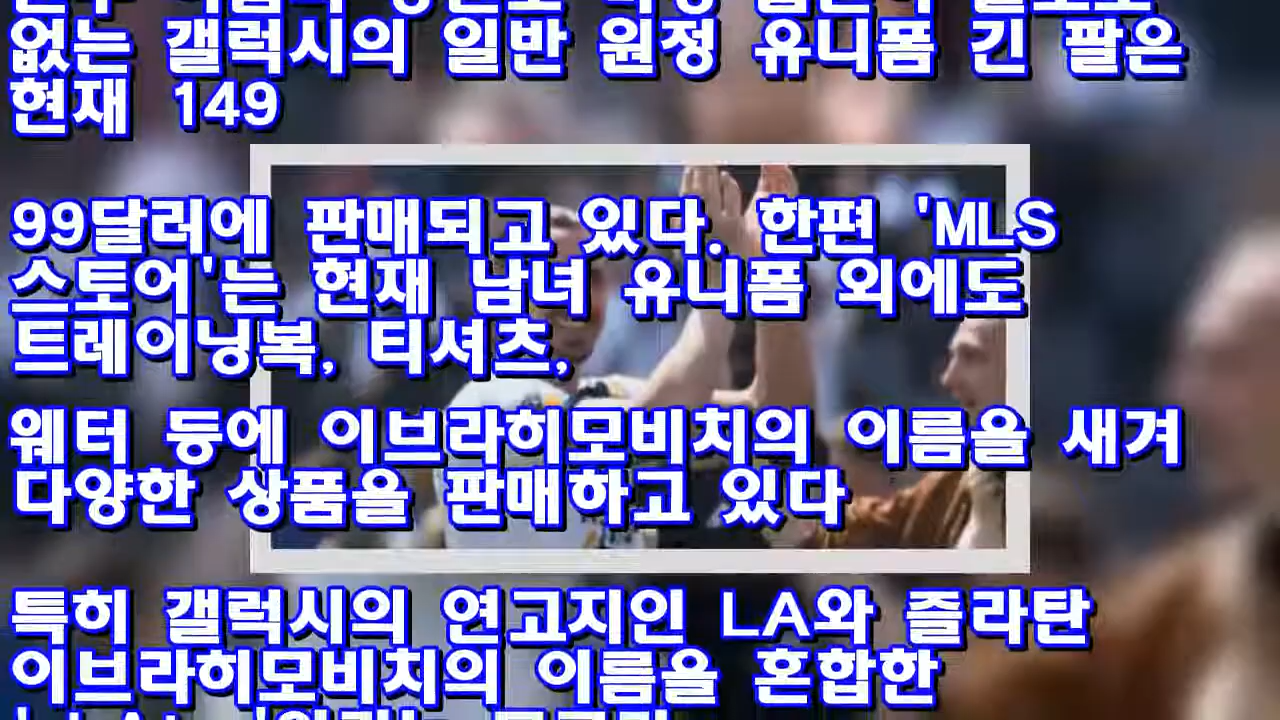 없는 갤럭시의 일반 원정 유니폼 긴 팔은
현재 149
99달러에 판매되고 있다. 한편 'MLS
스토어'는 현재 남녀 유니폼 외에도
트레이닝복, 티셔츠,
웨터 등에 이브라히모비치의 이름을 새겨
다양한 상품을 판매하고 있다
특히 갤럭시의 연고지인 LA와 즐라탄
이브라히모비치의 이름을 혼합한